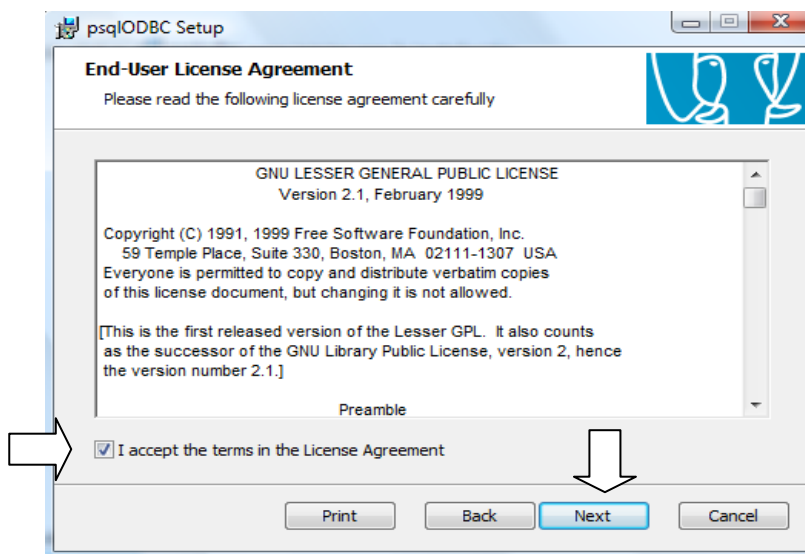 psqlODBC Setup
End-User License Agreement
Please read the following license agreement carefully
GNU LESSER GENERAL PUBLIC LICENSE
Version 2.1, February 1999
Copyright (C) 1991, 1999 Free Software Foundation, Inc.
59 Temple Place, Suite 330, Boston, MA 02111-1307 USA
Everyone is permitted to copy and distribute verbatim copies
of this license document, but changing it is not allowed.
[This is the first released version of the Lesser GPL. It also counts
as the successor of the GNU Library Public License, version 2, hence
the version number 2.1.]
Preamble
I accept the terms in the License Agreement
Print Back Next Cancel